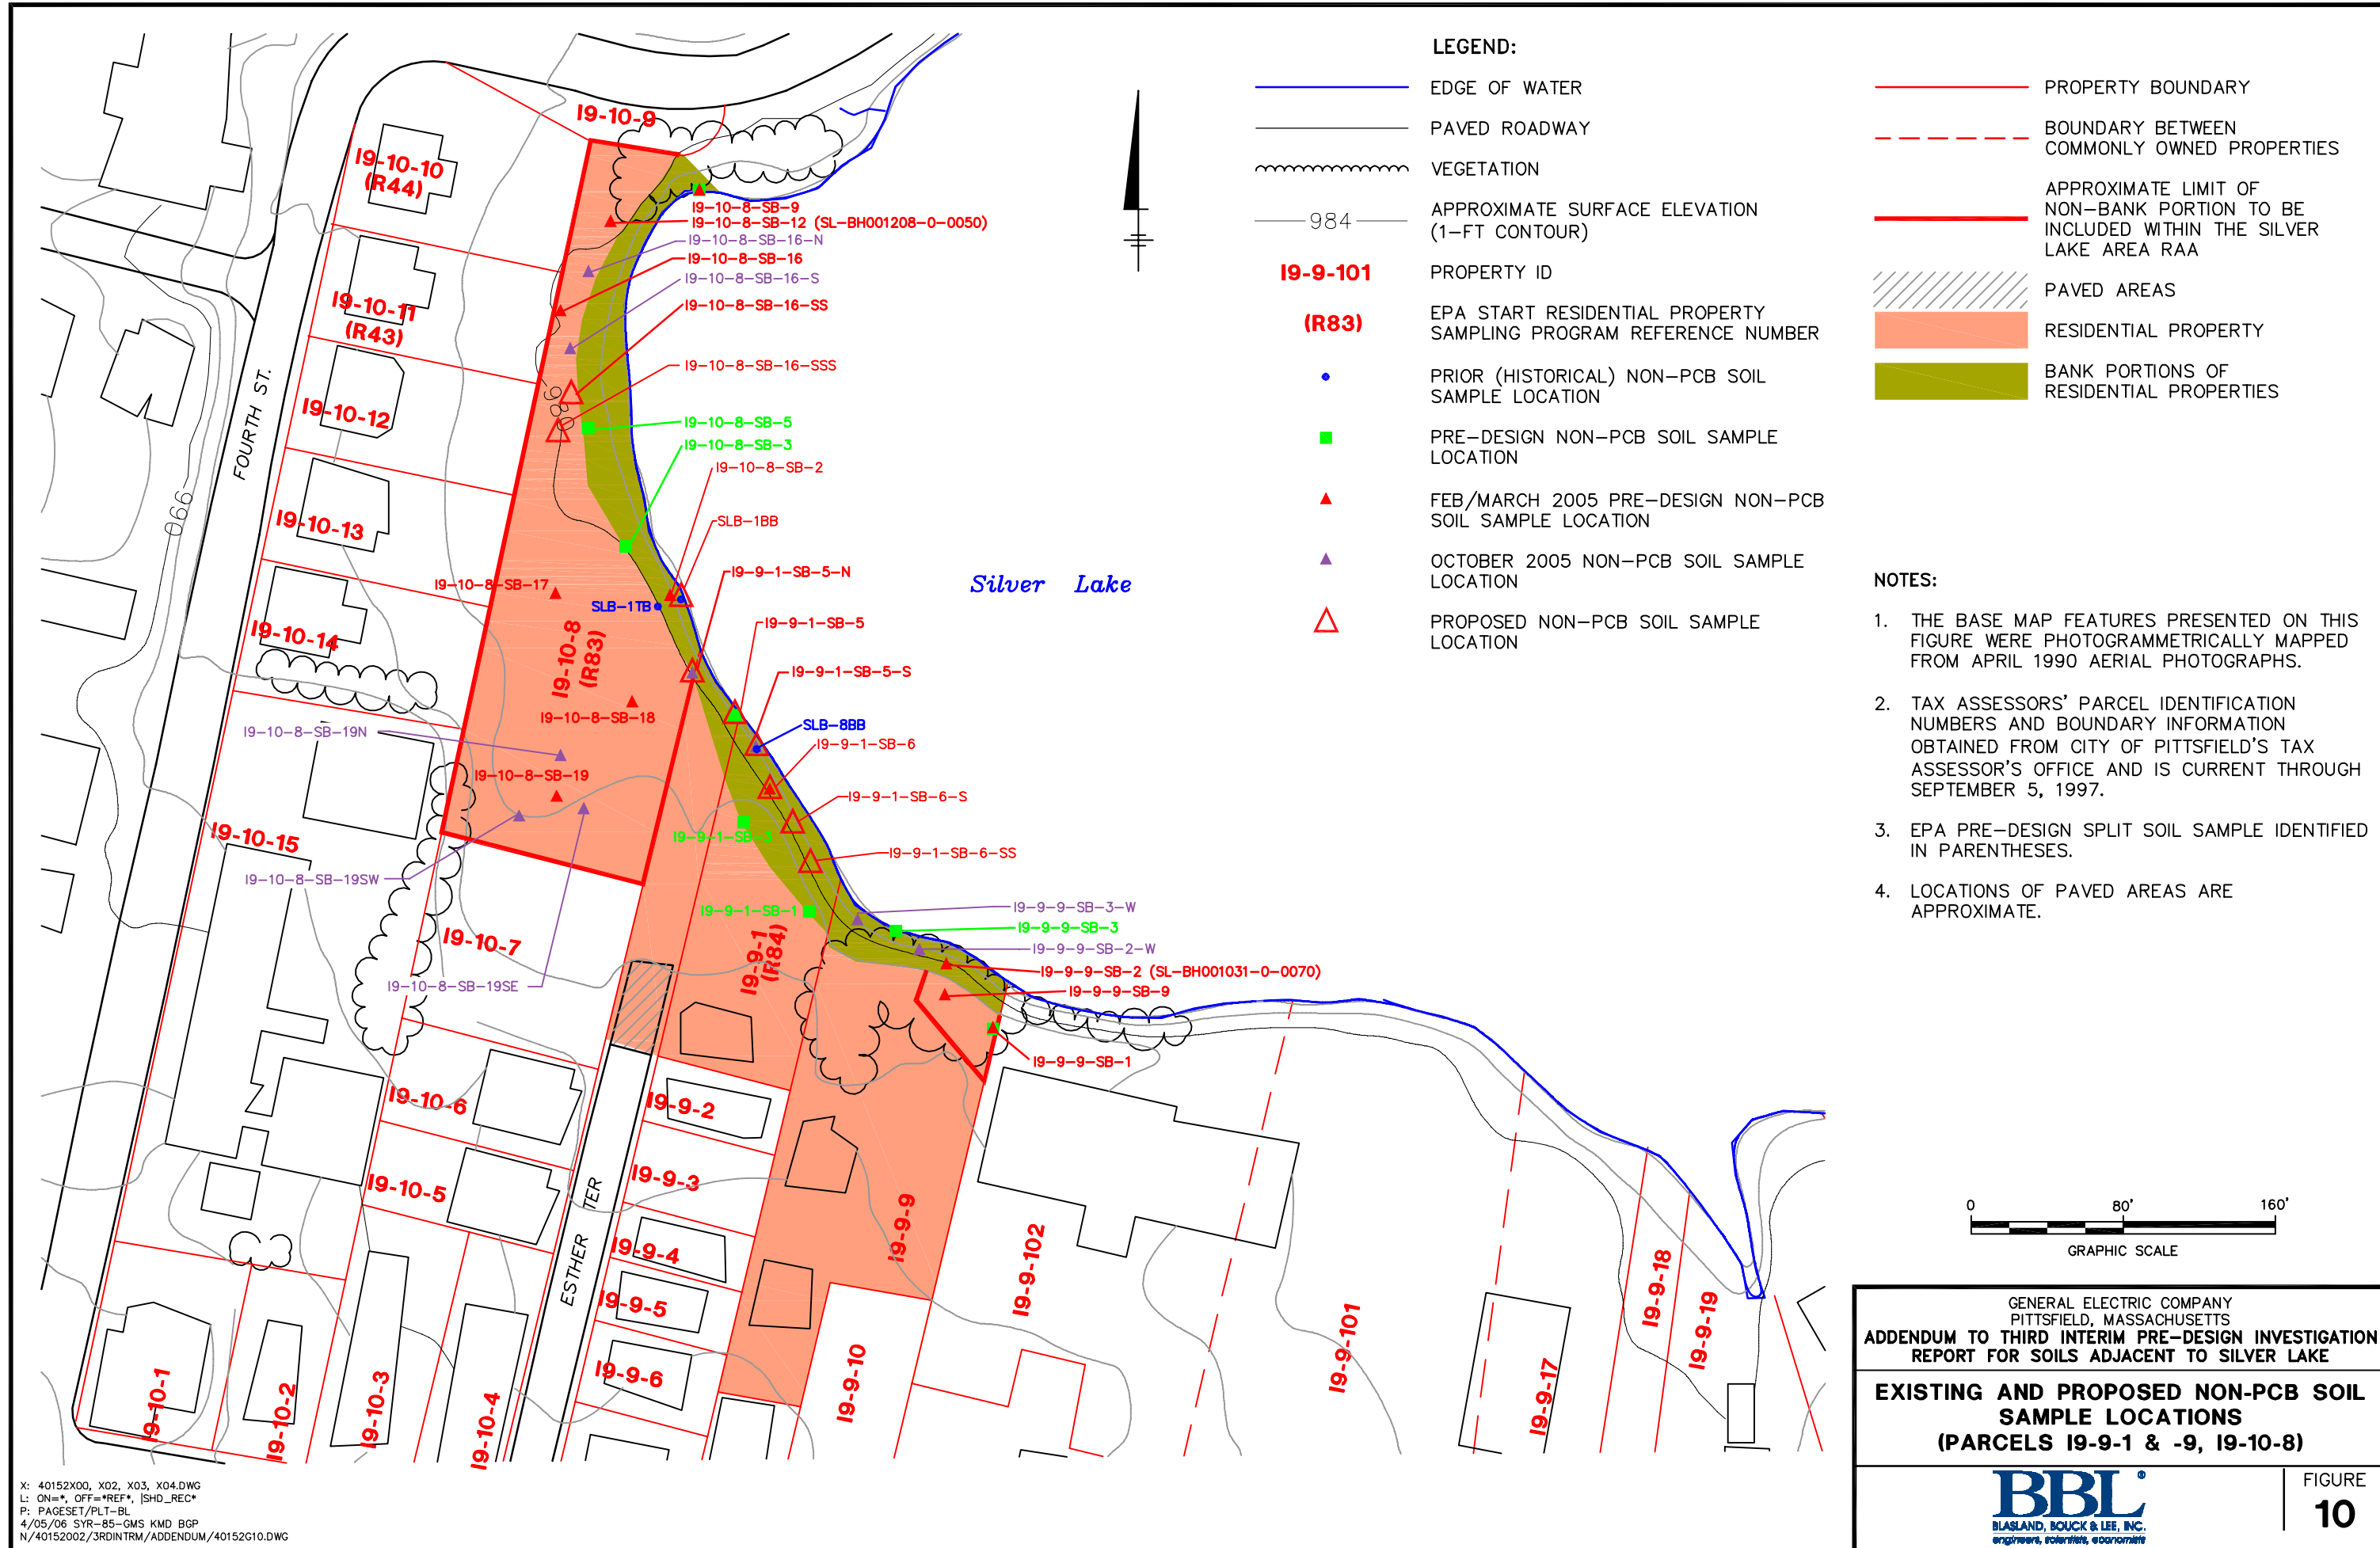 I9-10-9
I9-10-10
(R44)
I9-10-8-SB-9
I9-10-8-SB-12 (SL-BH001208-0-0050)
I9-10-8-SB-16-N
I9-10-8-SB-16
I9-10-8-SB-16-S
I9-10-8-SB-16-SS
I9-10-11
(R43)
I9-10-8-SB-16-SSS
980
I9-10-12
FOURTH ST.
I9-10-8-SB-5
I9-10-8-SB-3
I9-10-8-SB-2
990
I9-10-13
SLB-1BB
I9-9-1-SB-5-N
I9-10-8-SB-17
SLB-1TB
Silver Lake
I9-10-14
I9-10-8
(R83)
I9-9-1-SB-5
I9-9-1-SB-5-S
I9-10-8-SB-18
I9-10-8-SB-19N
SLB-8BB
I9-9-1-SB-6
I9-10-8-SB-19
I9-9-1-SB-6-S
I9-10-15
I9-9-1-SB-3
I9-9-1-SB-6-SS
I9-10-8-SB-19SW
I9-9-1-SB-1
I9-9-9-SB-3-W
I9-9-9-SB-3
I9-10-7
I9-9-1
(R84)
I9-9-9-SB-2-W
I9-9-9-SB-2 (SL-BH001031-0-0070)
I9-10-8-SB-19SE
I9-9-9-SB-9
I9-9-9-SB-1
I9-10-6
I9-9-2
I9-10-5
I9-9-3
ESTHER TER
I9-9-9
I9-9-4
I9-9-102
I9-9-5
I9-9-18
I9-9-19
I9-9-6
I9-9-10
I9-9-101
I9-9-17
I9-10-1
I9-10-2
I9-10-3
I9-10-4
LEGEND:
EDGE OF WATER
PAVED ROADWAY
VEGETATION
984
APPROXIMATE SURFACE ELEVATION
(1-FT CONTOUR)
I9-9-101
PROPERTY ID
(R83)
EPA START RESIDENTIAL PROPERTY
SAMPLING PROGRAM REFERENCE NUMBER
PRIOR (HISTORICAL) NON-PCB SOIL
SAMPLE LOCATION
PRE-DESIGN NON-PCB SOIL SAMPLE
LOCATION
FEB/MARCH 2005 PRE-DESIGN NON-PCB
SOIL SAMPLE LOCATION
OCTOBER 2005 NON-PCB SOIL SAMPLE
LOCATION
PROPOSED NON-PCB SOIL SAMPLE
LOCATION
PROPERTY BOUNDARY
BOUNDARY BETWEEN
COMMONLY OWNED PROPERTIES
APPROXIMATE LIMIT OF
NON-BANK PORTION TO BE
INCLUDED WITHIN THE SILVER
LAKE AREA RAA
PAVED AREAS
RESIDENTIAL PROPERTY
BANK PORTIONS OF
RESIDENTIAL PROPERTIES
NOTES:
1. THE BASE MAP FEATURES PRESENTED ON THIS
FIGURE WERE PHOTOGRAMMETRICALLY MAPPED
FROM APRIL 1990 AERIAL PHOTOGRAPHS.
2. TAX ASSESSORS' PARCEL IDENTIFICATION
NUMBERS AND BOUNDARY INFORMATION
OBTAINED FROM CITY OF PITTSFIELD'S TAX
ASSESSOR'S OFFICE AND IS CURRENT THROUGH
SEPTEMBER 5, 1997.
3. EPA PRE-DESIGN SPLIT SOIL SAMPLE IDENTIFIED
IN PARENTHESES.
4. LOCATIONS OF PAVED AREAS ARE
APPROXIMATE.
0 80' 160'
GRAPHIC SCALE
GENERAL ELECTRIC COMPANY
PITTSFIELD, MASSACHUSETTS
ADDENDUM TO THIRD INTERIM PRE-DESIGN INVESTIGATION
REPORT FOR SOILS ADJACENT TO SILVER LAKE
EXISTING AND PROPOSED NON-PCB SOIL
SAMPLE LOCATIONS
(PARCELS I9-9-1 & -9, I9-10-8)
BBL®
BLASLAND, BOUCK & LEE, INC.
engineers, scientists, economists
FIGURE
10
X: 40152X00, X02, X03, X04.DWG
L: ON=*, OFF=*REF*, |SHD_REC*
P: PAGESET/PLT-BL
4/05/06 SYR-85-GMS KMD BGP
N/40152002/3RDINTRM/ADDENDUM/40152G10.DWG